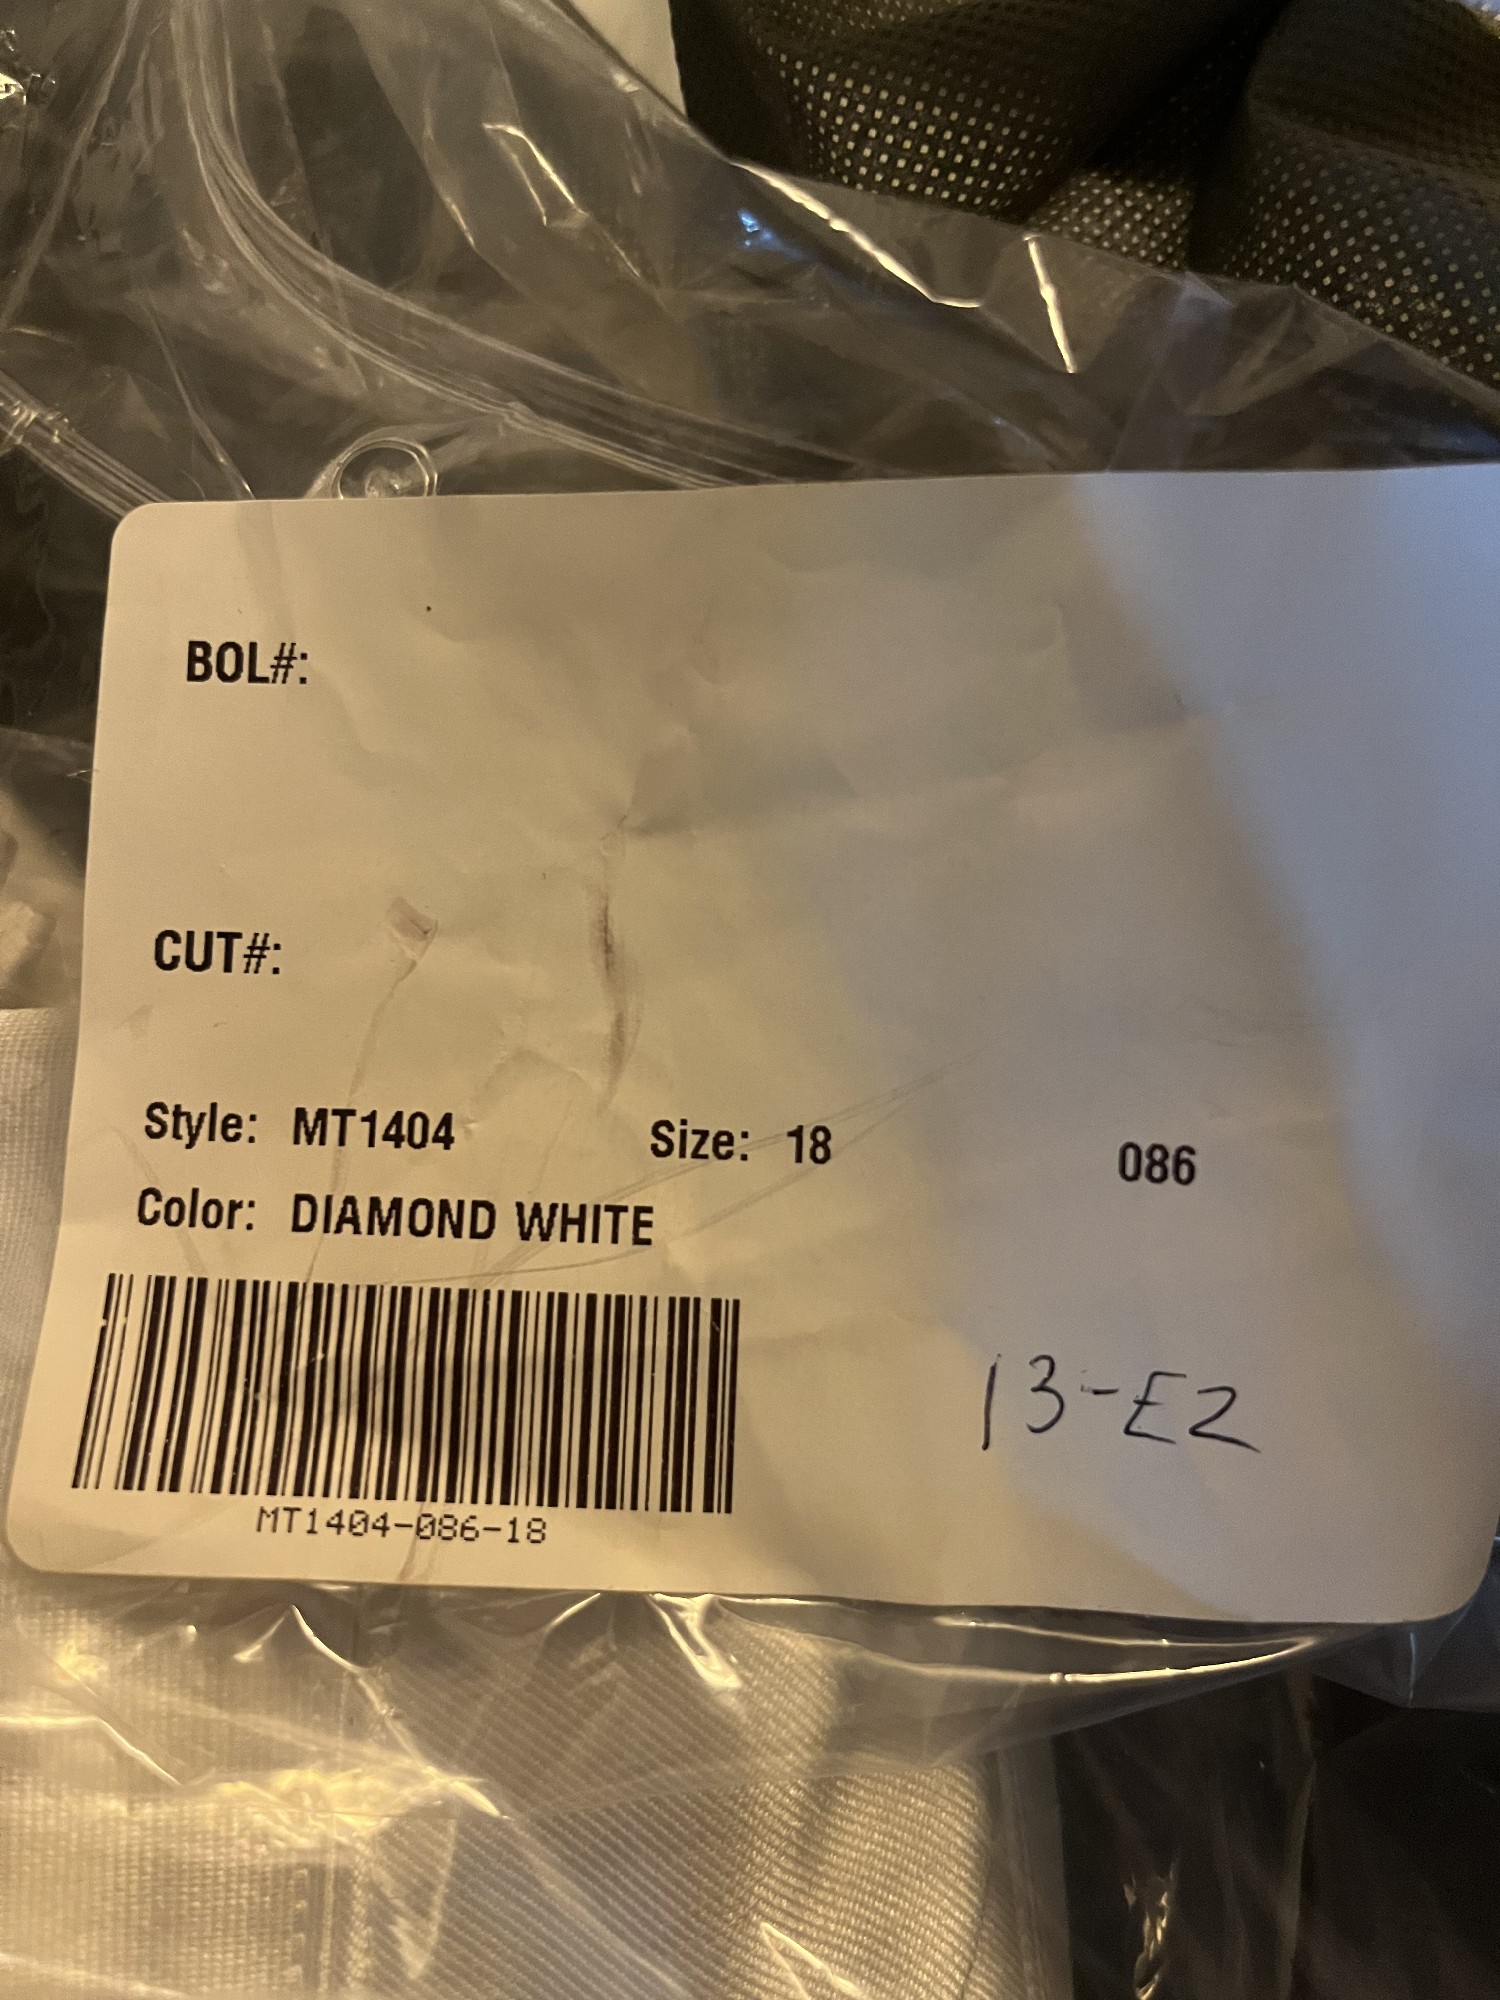 BOL#:
CUT#:
Style: MT1404 Size: 18 086
Color: DIAMOND WHITE
13-E2
MT1404-086-18